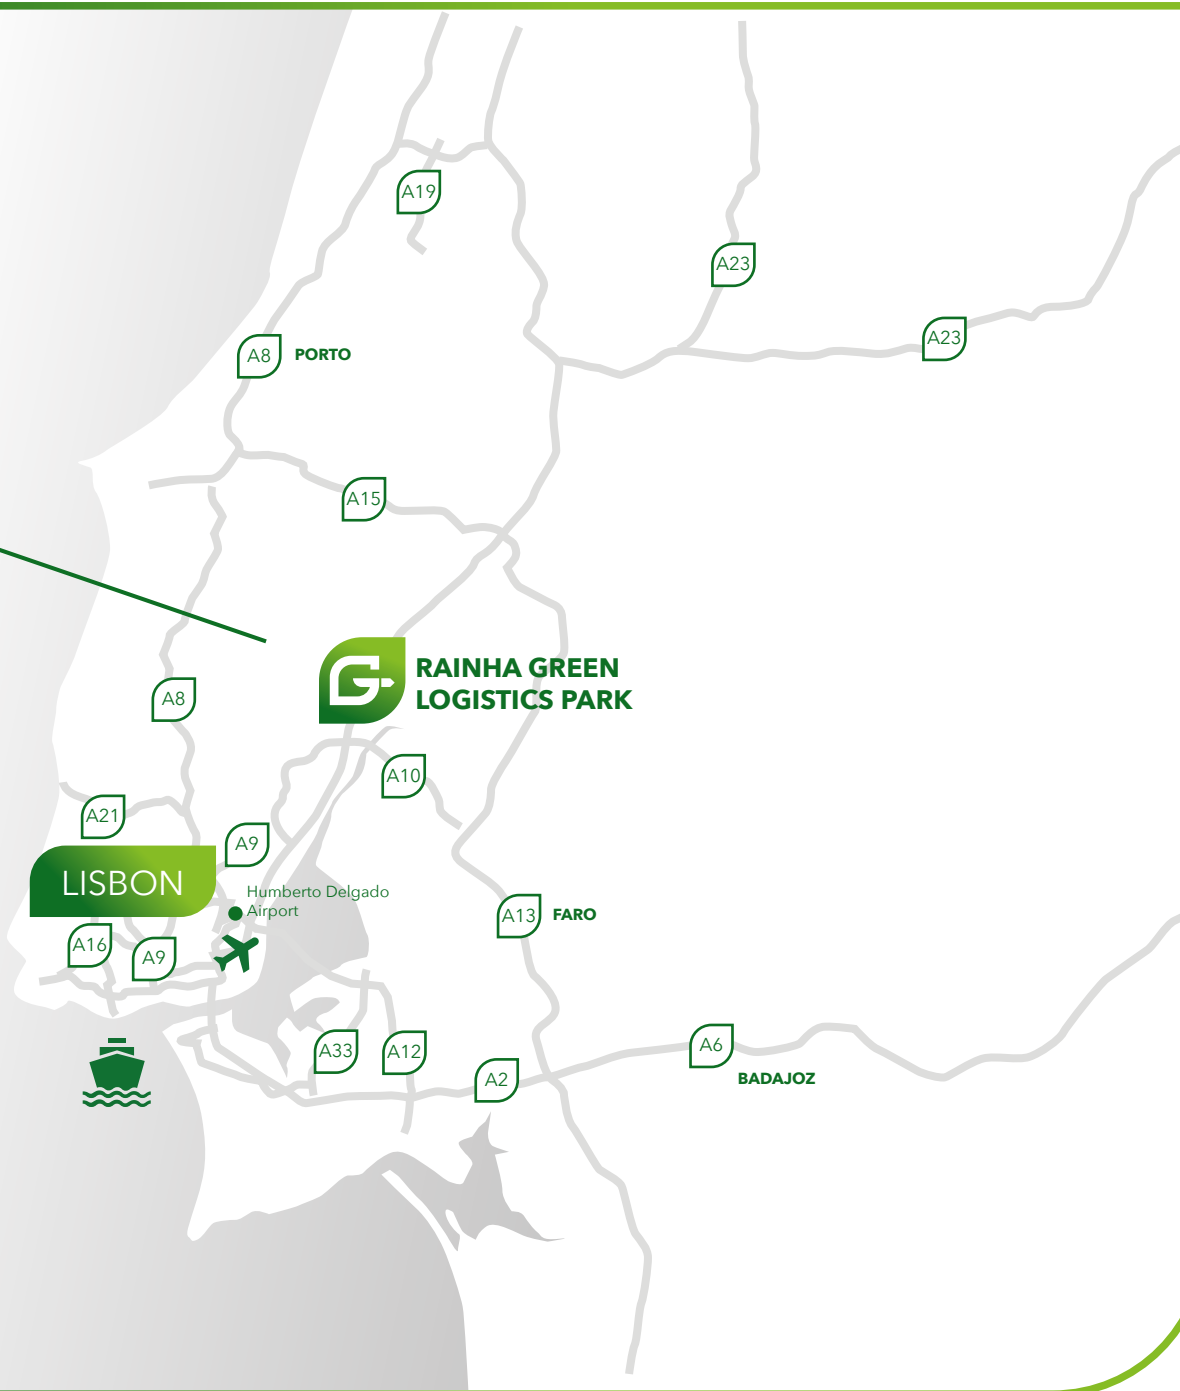 A19
A23
A23
A8
PORTO
A15
RAINHA GREEN
LOGISTICS PARK
A8
A10
A21
A9
LISBON
Humberto Delgado
Airport
A13
FARO
A16
A9
A33
A12
A6
A2
BADAJOZ